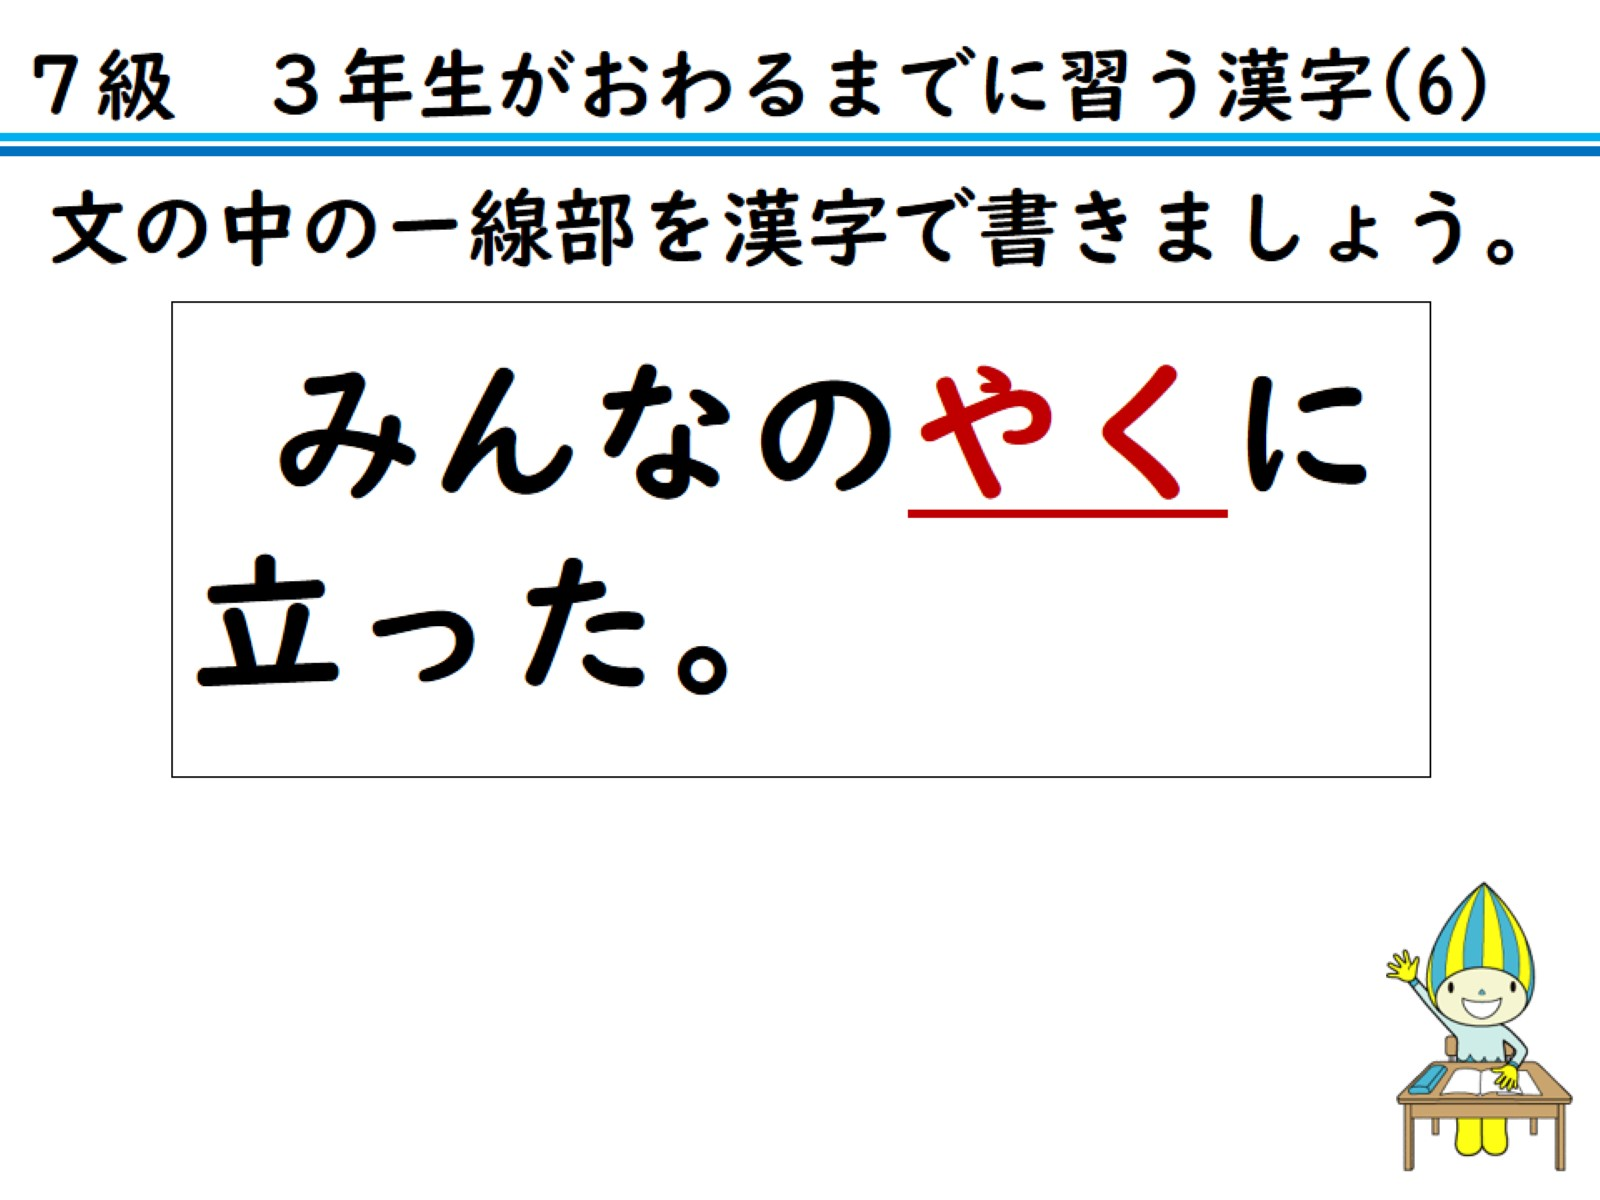 ７級　３年生がおわるまでに習う漢字(6)
文の中の一線部を漢字で書きましょう。
みんなのやくに
立った。